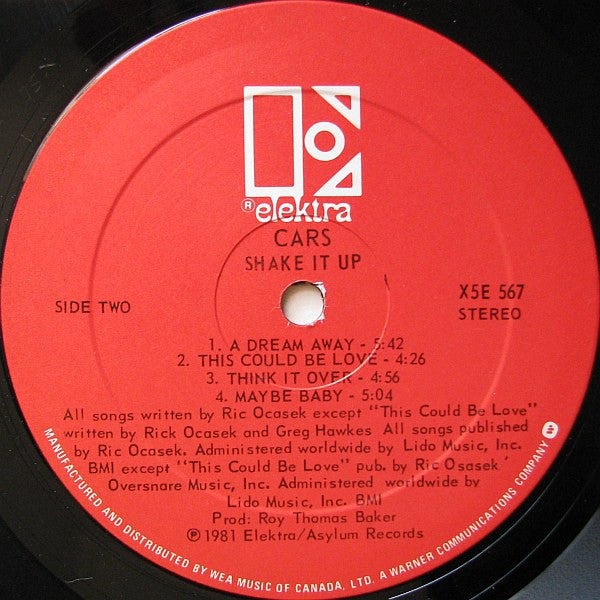 ® elektra
CARS
SHAKE IT UP
SIDE TWO
X5E 567
STEREO
1. A DREAM AWAY - 5:42
2. THIS COULD BE LOVE - 4:26
3. THINK IT OVER - 4:56
4. MAYBE BABY - 5:04
All songs written by Ric Ocasek except "This Could Be Love"
written by Rick Ocasek and Greg Hawkes All songs published
by Ric Ocasek. Administered worldwide by Lido Music, Inc.
BMI except "This Could Be Love" pub. by Ric Osasek
Oversnare Music, Inc. Administered worldwide by
Lido Music, Inc. BMI
Prod: Roy Thomas Baker
℗ 1981 Elektra/Asylum Records
MANUFACTURED AND DISTRIBUTED BY WEA MUSIC OF CANADA, LTD. A WARNER COMMUNICATIONS COMPANY